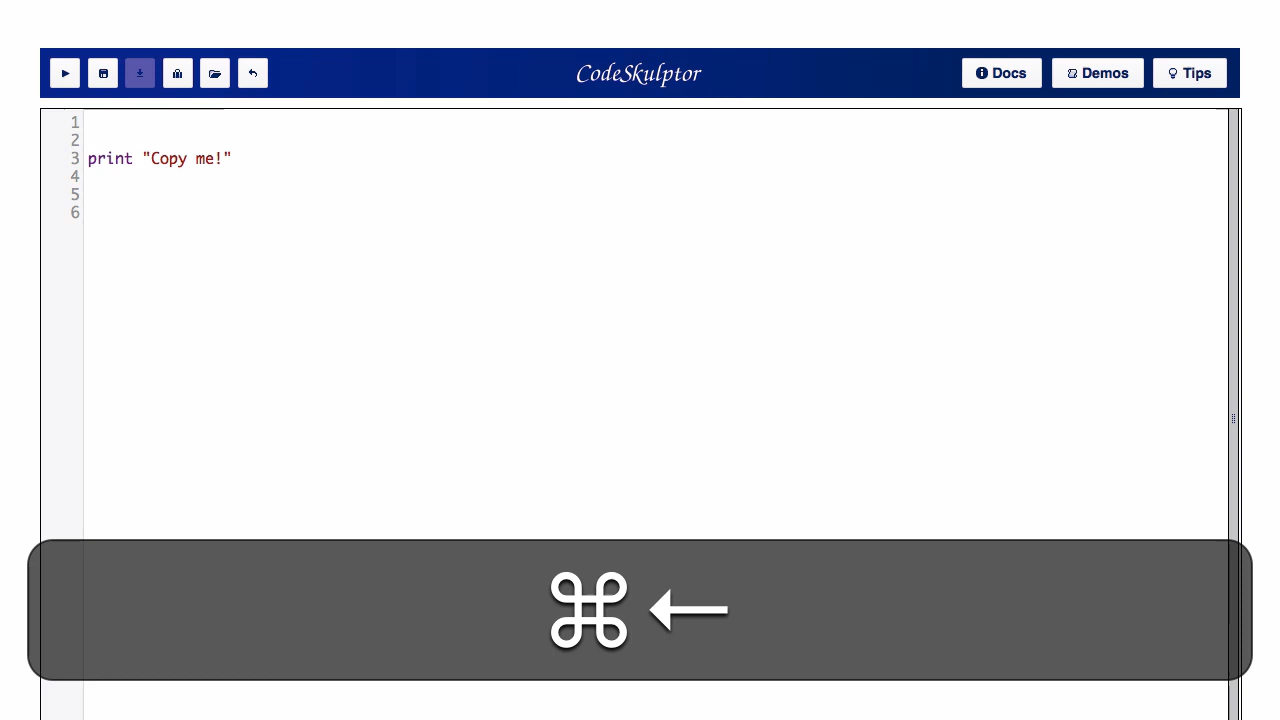 CodeSkulptor
Docs
Demos
Tips
1
2
3 print "Copy me!"
4
5
6
⌘ ←